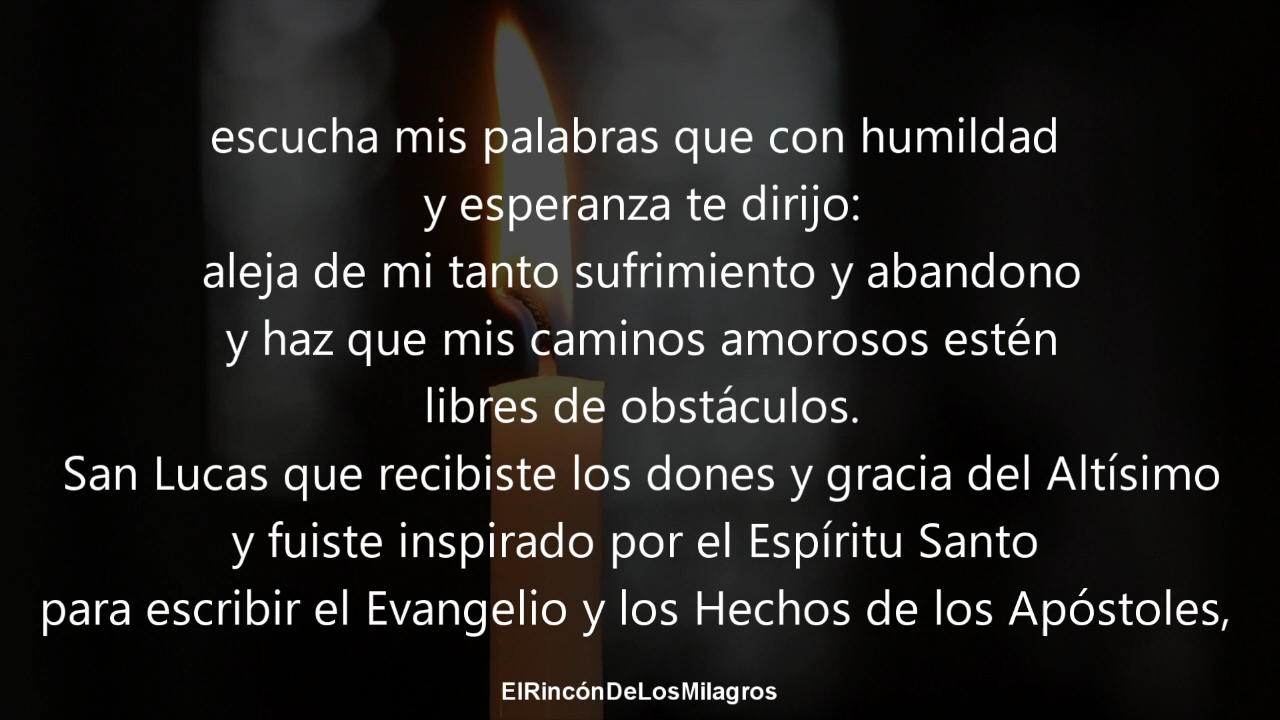 escucha mis palabras que con humildad
y esperanza te dirijo:
aleja de mi tanto sufrimiento y abandono
y haz que mis caminos amorosos estén
libres de obstáculos.
San Lucas que recibiste los dones y gracia del Altísimo
y fuiste inspirado por el Espíritu Santo
para escribir el Evangelio y los Hechos de los Apóstoles,
ElRincónDeLosMilagros